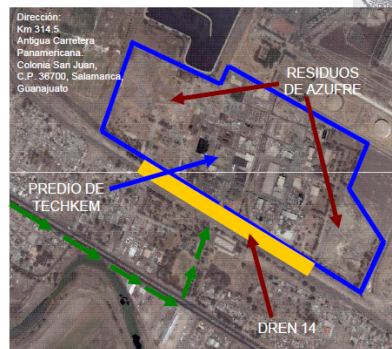 Dirección:
Km 314.5
Antigua Carretera
Panamericana.
Colonia San Juan,
C.P. 36700, Salamanca,
Guanajuato
RESIDUOS
DE AZUFRE
PREDIO DE
TECHKEM
DREN 14